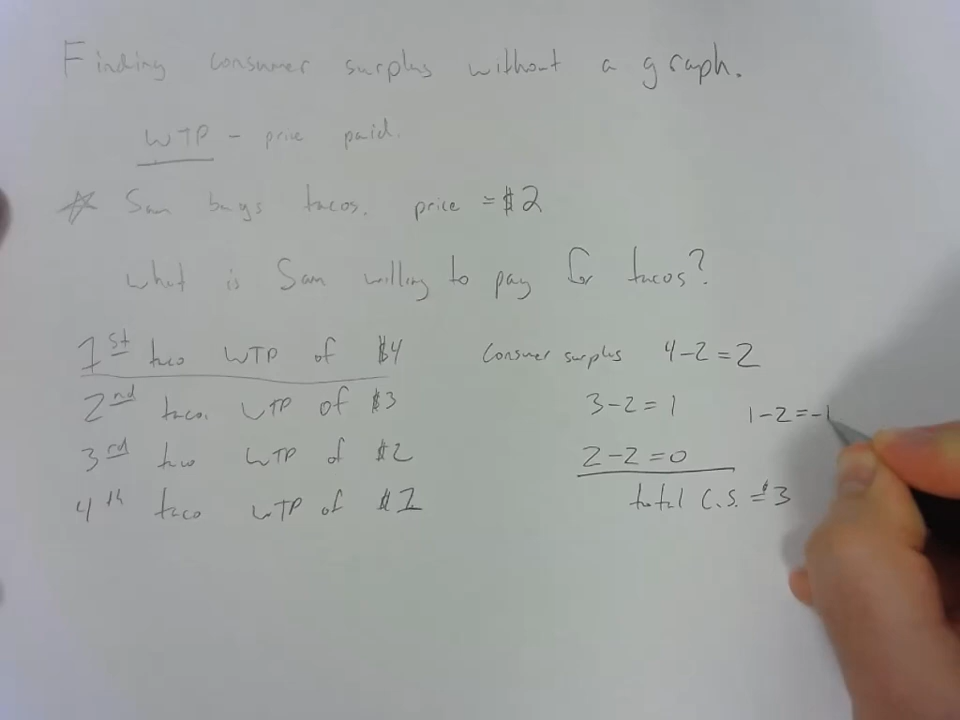 Finding consumer surplus without a graph.
WTP - price paid.
☆ Sam buys tacos. price = $2
What is Sam willing to pay for tacos?
1st taco WTP of $4 Consumer surplus 4-2=2
2nd taco. WTP of $3 3-2=1 1-2=-1
3rd taco WTP of $2 2-2=0
4th taco WTP of $1 total C.S. = $3